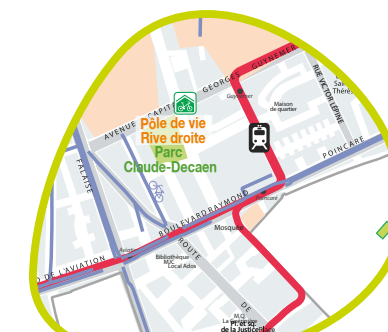 AVENUE CAPIT GEORGES GUYNEMER
Guynemer
RUE VICTOR LÉPINE
Maison
de quartier
Pôle de vie
Rive droite
Parc
Claude-Decaen
POINCARÉ
FALAISE
BOULEVARD RAYMOND
Poincaré
Mosquée
Aviation
D DE L'AVIATION
Bibliothèque
MJC
Local Ados
ROUTE
DE
M.Q.
Pl. et sq.
de la Justice